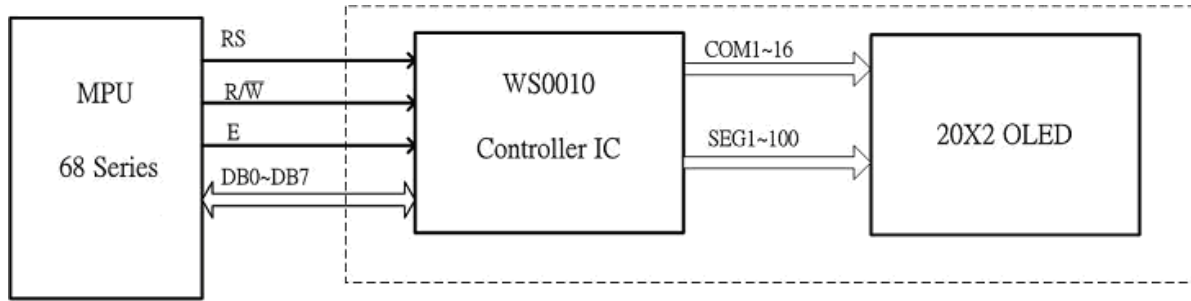 MPU
68 Series
RS
R/W̅
E
DB0~DB7
WS0010
Controller IC
COM1~16
SEG1~100
20X2 OLED